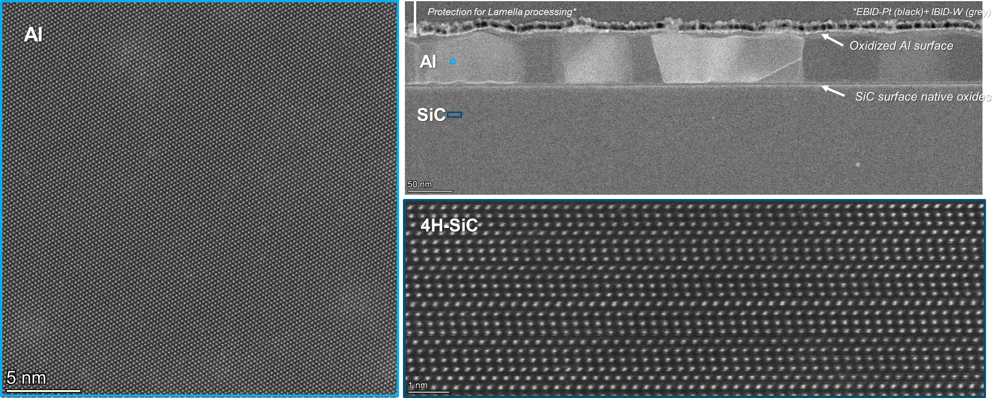 Al
5 nm
Protection for Lamella processing*
*EBID-Pt (black)+ IBID-W (grey)
Oxidized Al surface
Al
SiC surface native oxides
SiC
50 nm
4H-SiC
1 nm